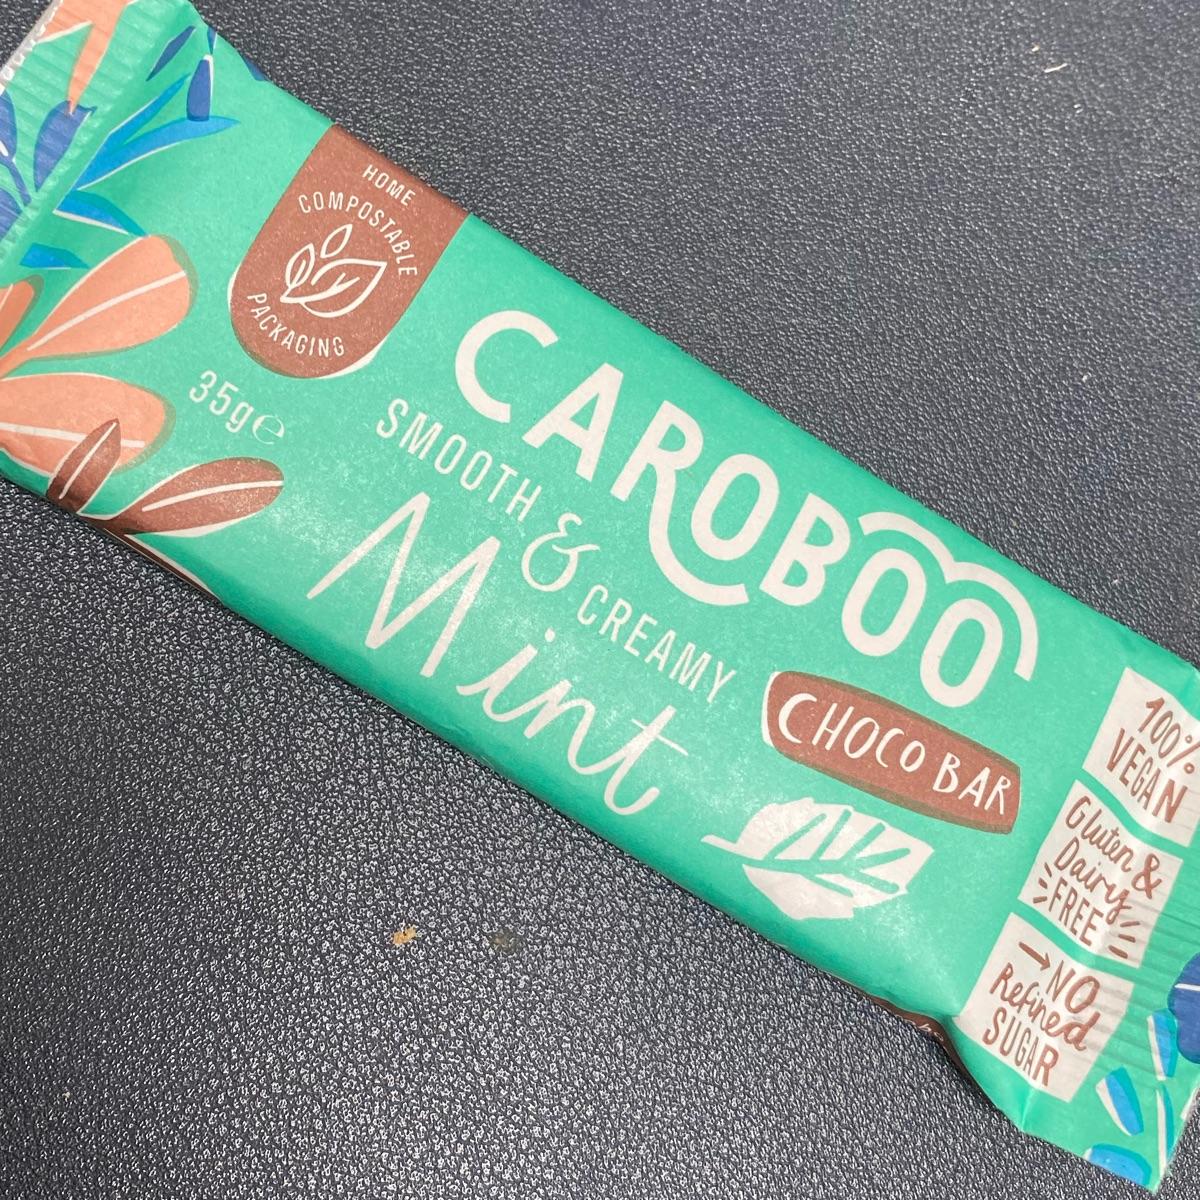 HOME
COMPOSTABLE
PACKAGING
35g℮
CAROBOO
SMOOTH & CREAMY
Mint
CHOCO BAR
100%
VEGAN
Gluten &
Dairy
FREE
→NO
Refined
SUGAR